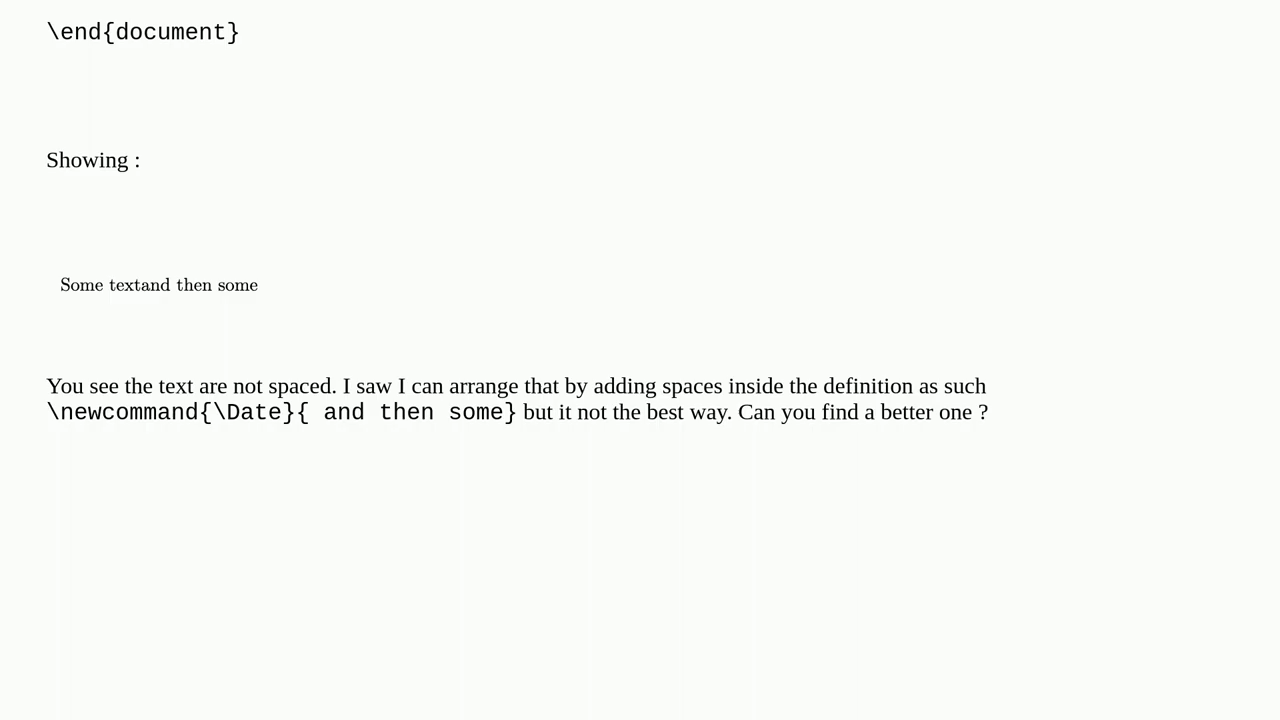 \end{document}
Showing :
Some textand then some
You see the text are not spaced. I saw I can arrange that by adding spaces inside the definition as such
\newcommand{\Date}{ and then some} but it not the best way. Can you find a better one ?